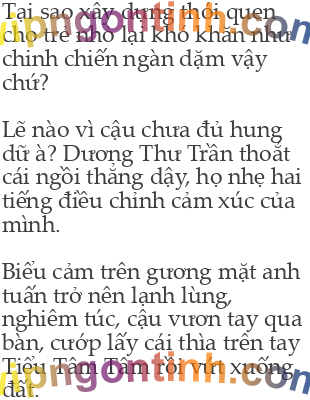 Tại sao xây dựng thói quen
cho trẻ nhỏ lại khó khăn như
chinh chiến ngàn dặm vậy
chứ?
Lẽ nào vì cậu chưa đủ hung
dữ à? Dương Thư Trần thoắt
cái ngồi thẳng dậy, họ nhẹ hai
tiếng điều chỉnh cảm xúc của
mình.
Biểu cảm trên gương mặt anh
tuấn trở nên lạnh lùng,
nghiêm túc, cậu vươn tay qua
bàn, cướp lấy cái thìa trên tay
Tiểu Tâm Tâm rồi vứt xuống
đất.
vipngontinh.com
vipngontinh.com